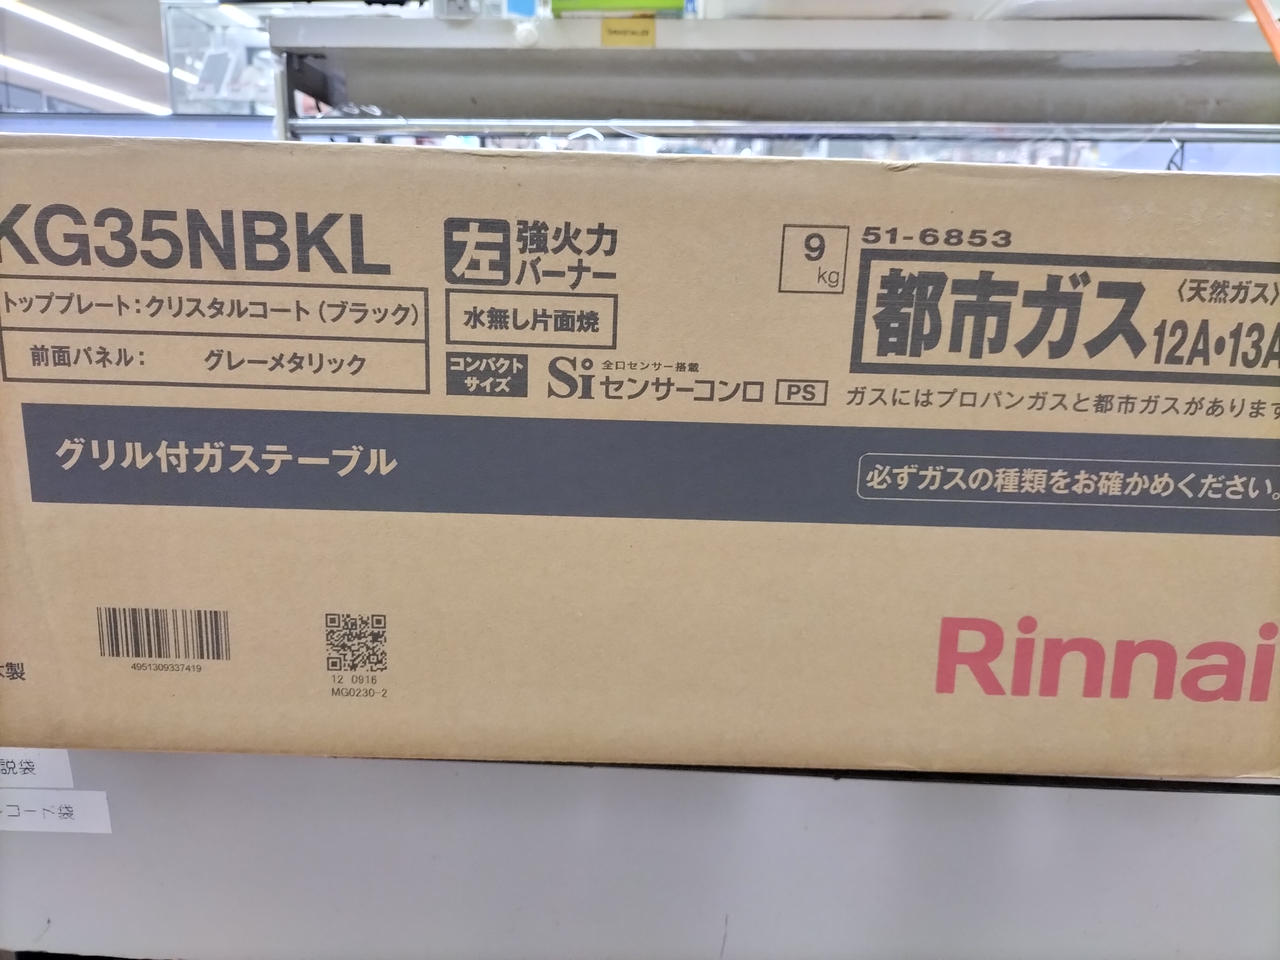 KG35NBKL
トッププレート:クリスタルコート(ブラック)
前面パネル: グレーメタリック
左 強火力バーナー
水無し片面焼
コンパクトサイズ
Si 全口センサー搭載 センサーコンロ
PS
9kg
51-6853
都市ガス 〈天然ガス〉 12A・13A
ガスにはプロパンガスと都市ガスがあります
グリル付ガステーブル
必ずガスの種類をお確かめください。
4951309337419
12 0916
MG0230-2
Rinnai
製
説袋